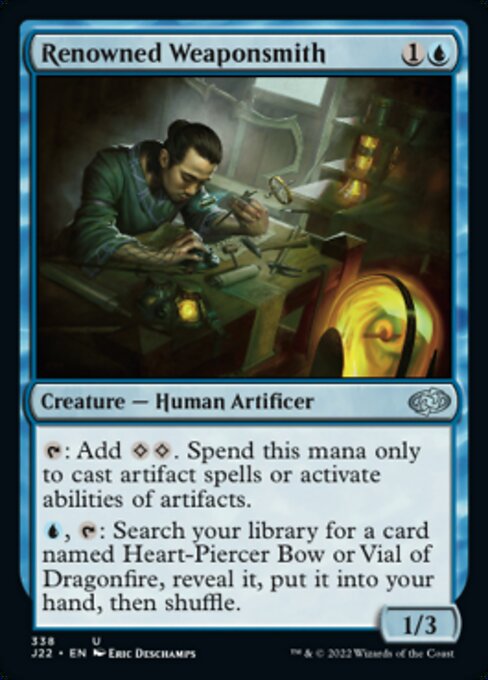 Renowned Weaponsmith 1
Creature — Human Artificer
: Add . Spend this mana only
to cast artifact spells or activate
abilities of artifacts.
, : Search your library for a card
named Heart-Piercer Bow or Vial of
Dragonfire, reveal it, put it into your
hand, then shuffle.
1/3
338 U
J22 • EN Eric Deschamps
™ & © 2022 Wizards of the Coast